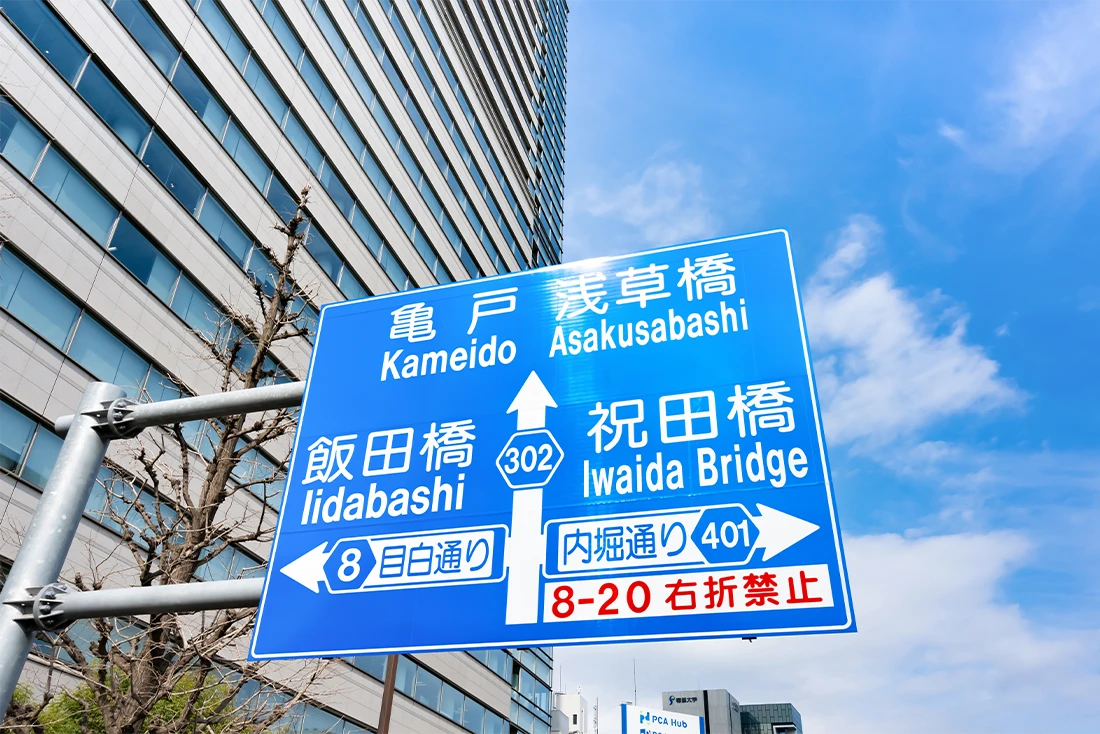 亀戸 浅草橋
Kameido Asakusabashi
飯田橋
Iidabashi
祝田橋
Iwaida Bridge
302
8 目白通り
内堀通り 401
8-20 右折禁止
PCA Hub